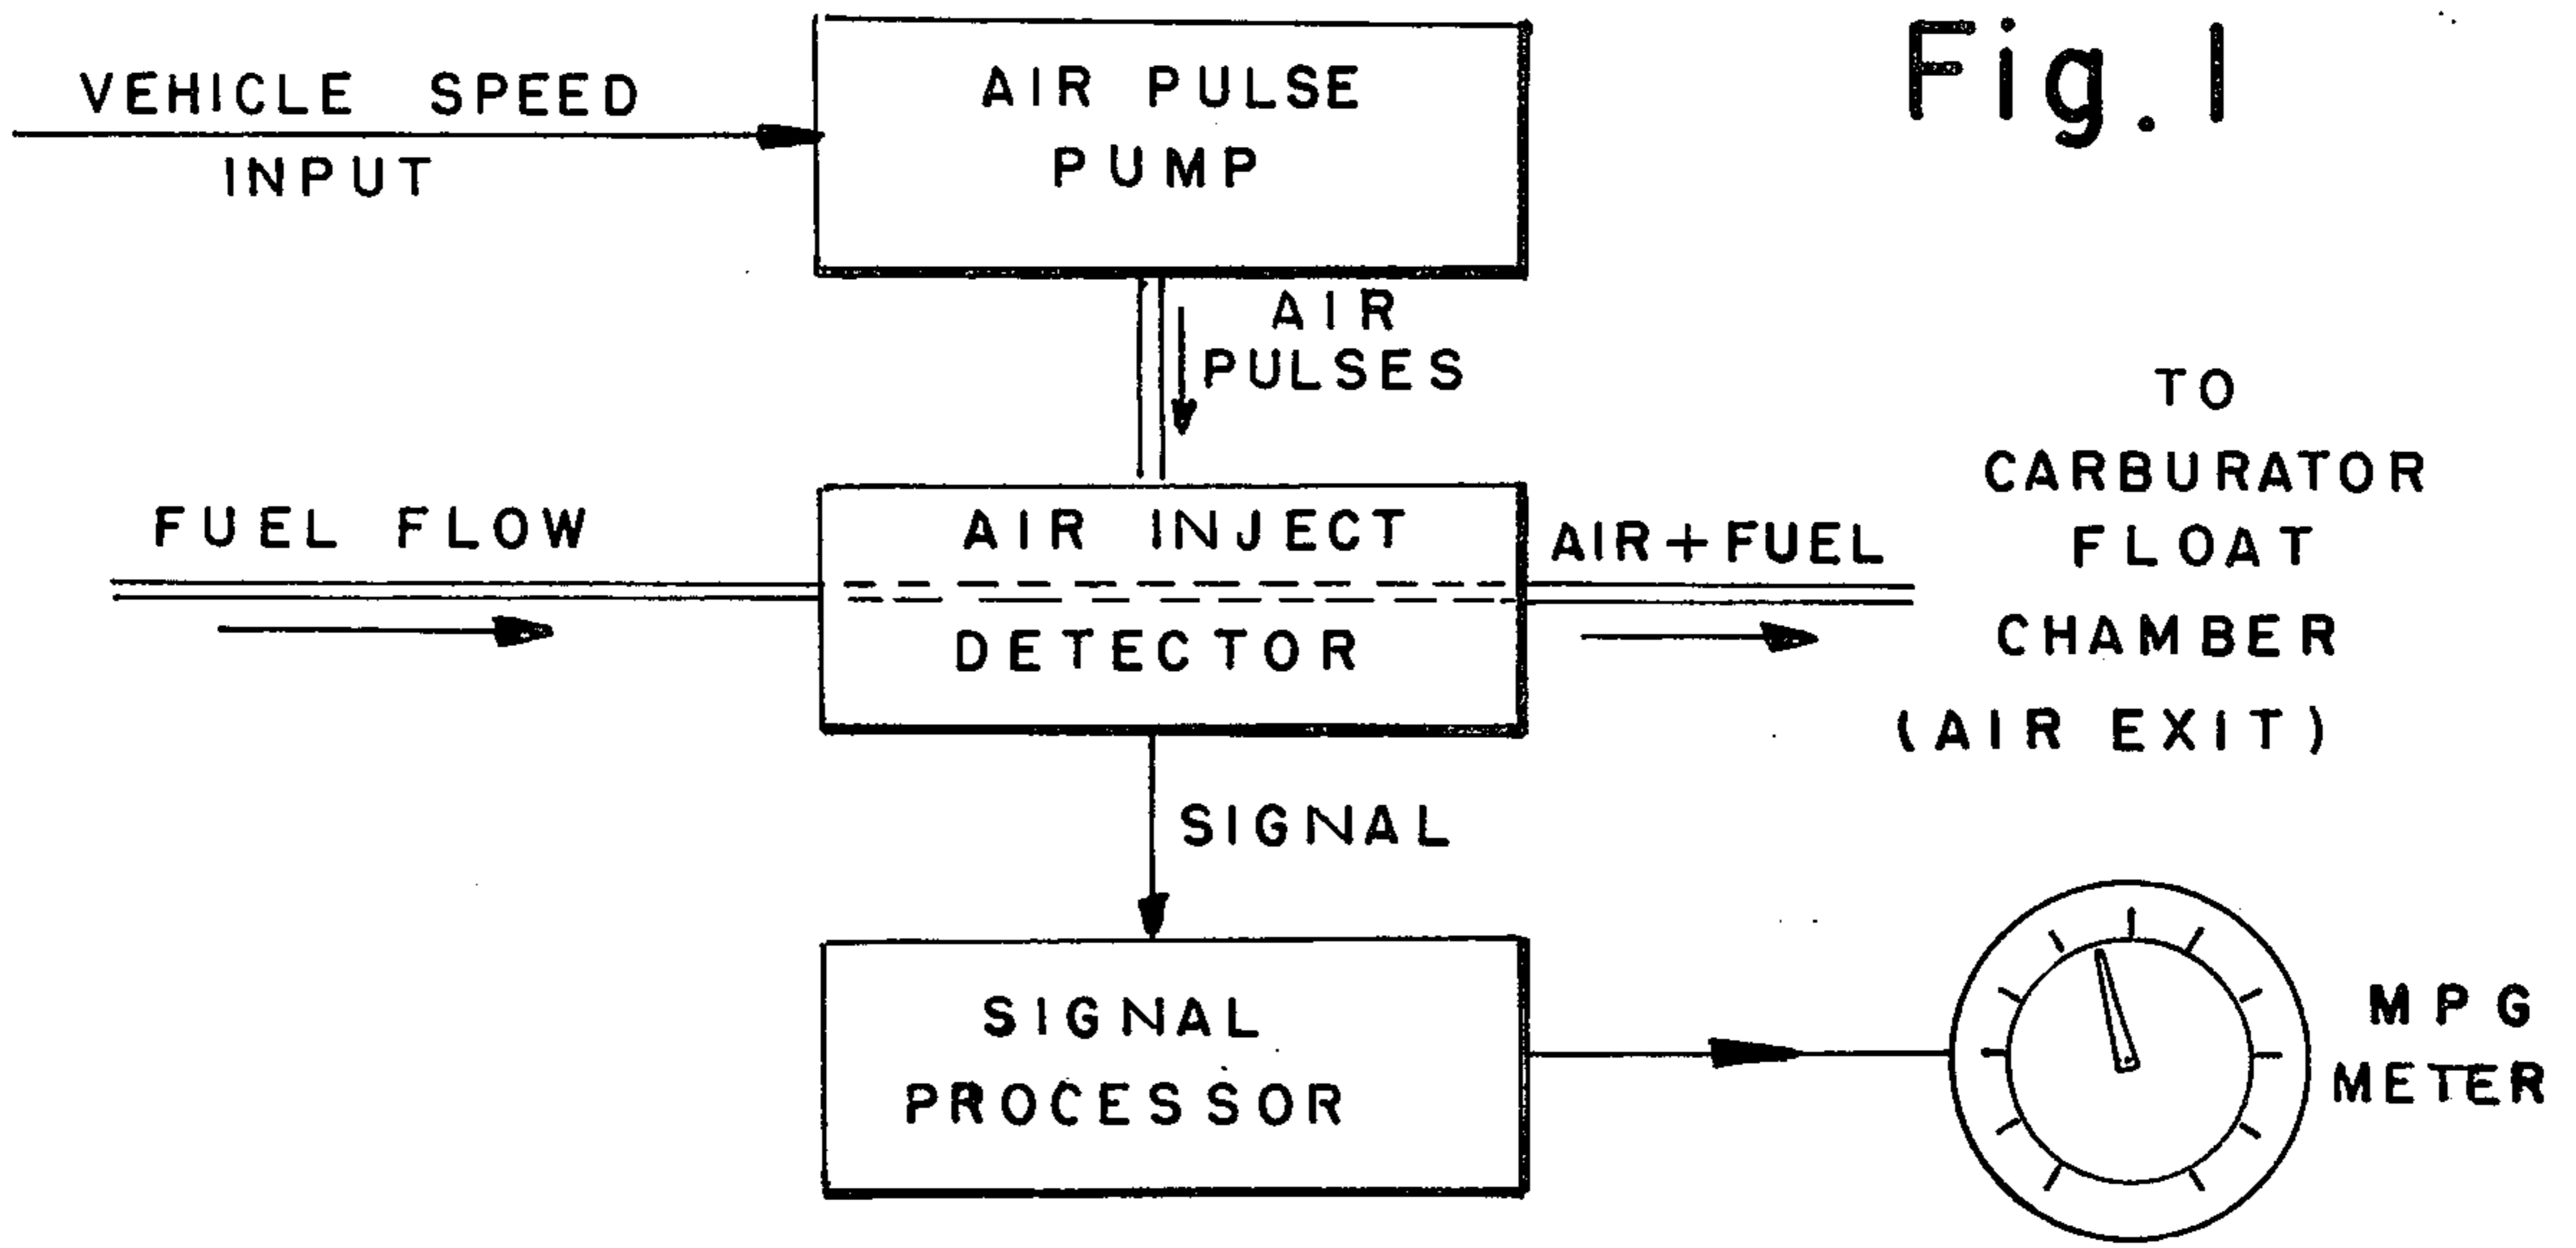 Fig. 1
VEHICLE SPEED
INPUT
AIR PULSE
PUMP
AIR
PULSES
FUEL FLOW
AIR INJECT
DETECTOR
AIR+FUEL
TO
CARBURATOR
FLOAT
CHAMBER
(AIR EXIT)
SIGNAL
SIGNAL
PROCESSOR
MPG
METER